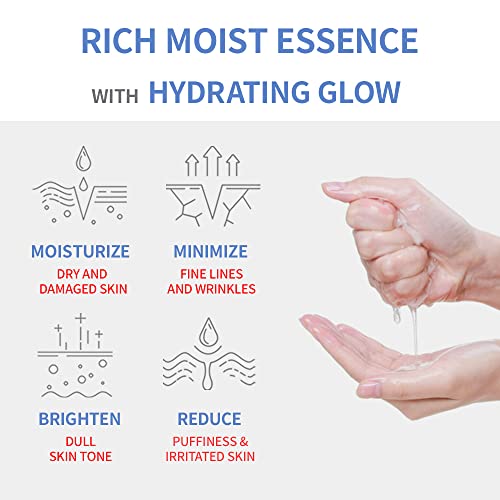 RICH MOIST ESSENCE
WITH HYDRATING GLOW
MOISTURIZE
DRY AND
DAMAGED SKIN
MINIMIZE
FINE LINES
AND WRINKLES
BRIGHTEN
DULL
SKIN TONE
REDUCE
PUFFINESS &
IRRITATED SKIN